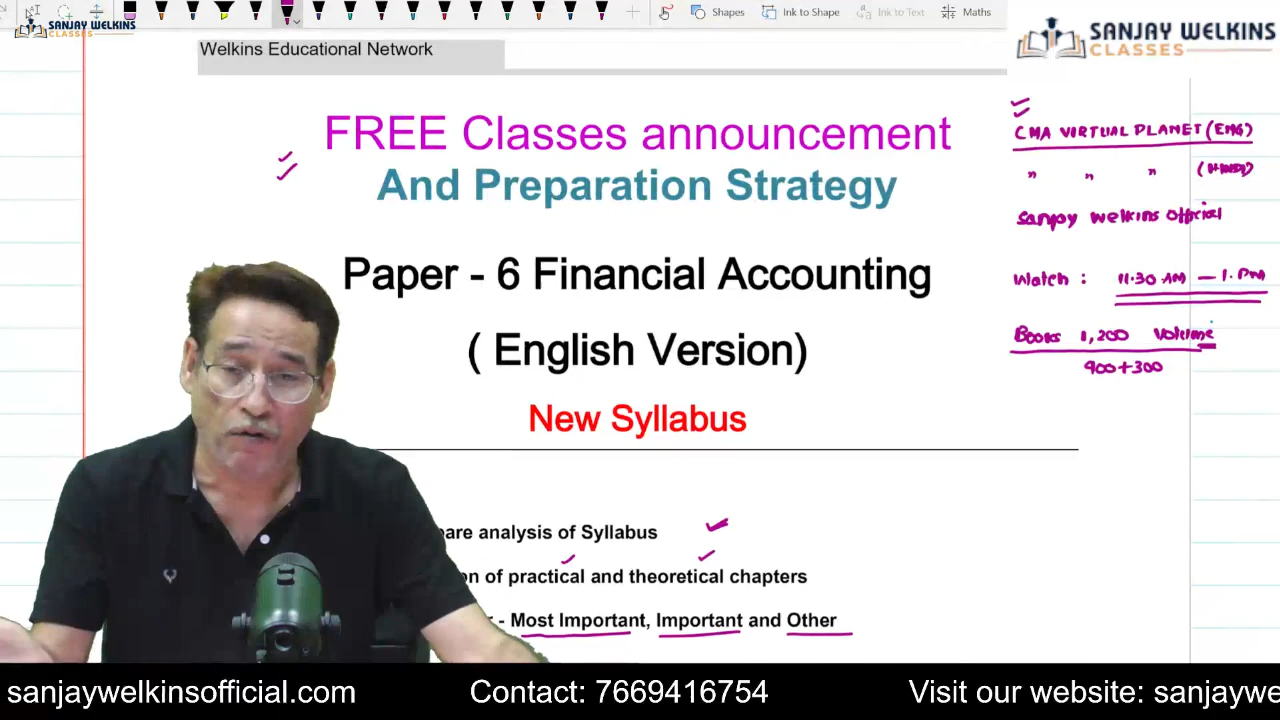 Shapes
Ink to Shape
Ink to Text
Maths
SANJAY WELKINS
CLASSES
SANJAY WELKINS
CLASSES
Welkins Educational Network
FREE Classes announcement
And Preparation Strategy
Paper - 6 Financial Accounting
( English Version)
New Syllabus
CMA VIRTUAL PLANET (ENG)
" " " (HINDI)
Sanjay Welkins Official
Watch : 11.30 AM - 1. PM
Books 1,200 Volume
900+300
analysis of Syllabus
of practical and theoretical chapters
- Most Important, Important and Other
sanjaywelkinsofficial.com
Contact: 7669416754
Visit our website: sanjaywe